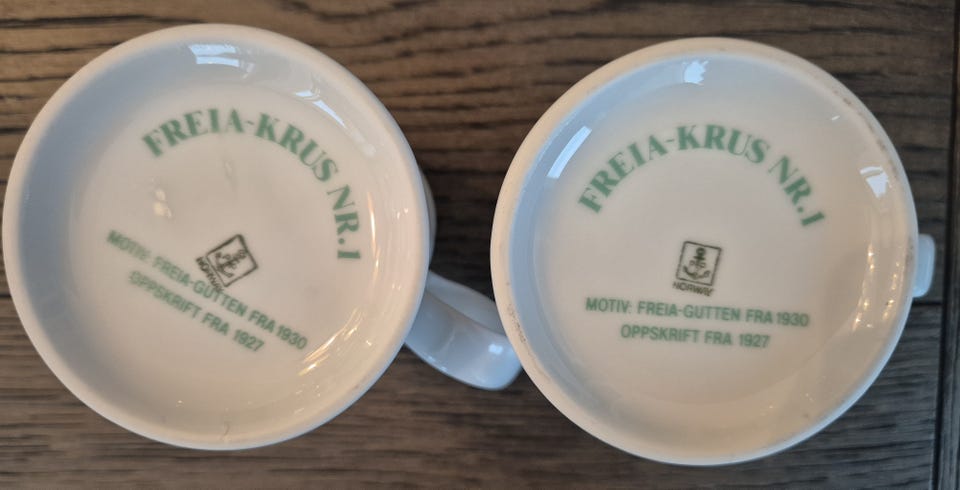 FREIA-KRUS NR.1
NORWAY
MOTIV: FREIA-GUTTEN FRA 1930
OPPSKRIFT FRA 1927
FREIA-KRUS NR.1
NORWAY
MOTIV: FREIA-GUTTEN FRA 1930
OPPSKRIFT FRA 1927